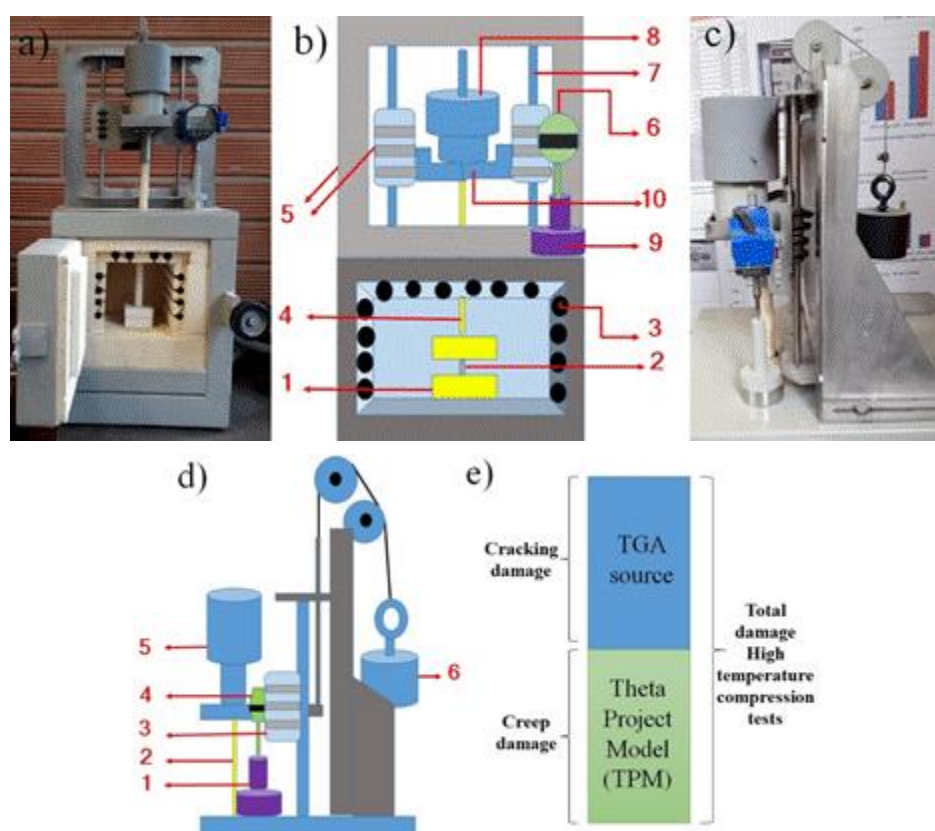 a)
b)
c)
8
7
6
5
10
9
4
3
2
1
d)
5
4
6
3
2
1
e)
Cracking
damage
TGA
source
Total
damage
High
temperature
compression
tests
Creep
damage
Theta
Project
Model
(TPM)